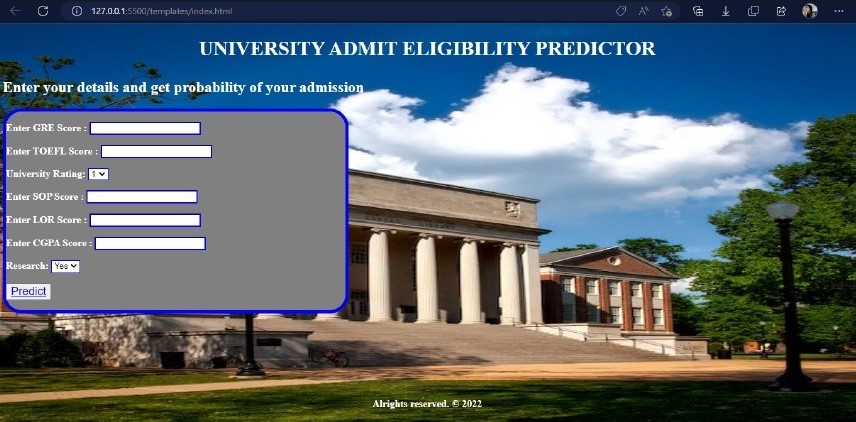 127.0.0.1:5500/templates/index.html
UNIVERSITY ADMIT ELIGIBILITY PREDICTOR
Enter your details and get probability of your admission
Enter GRE Score :
Enter TOEFL Score :
University Rating: 1
Enter SOP Score :
Enter LOR Score :
Enter CGPA Score :
Research: Yes
Predict
Alrights reserved. © 2022